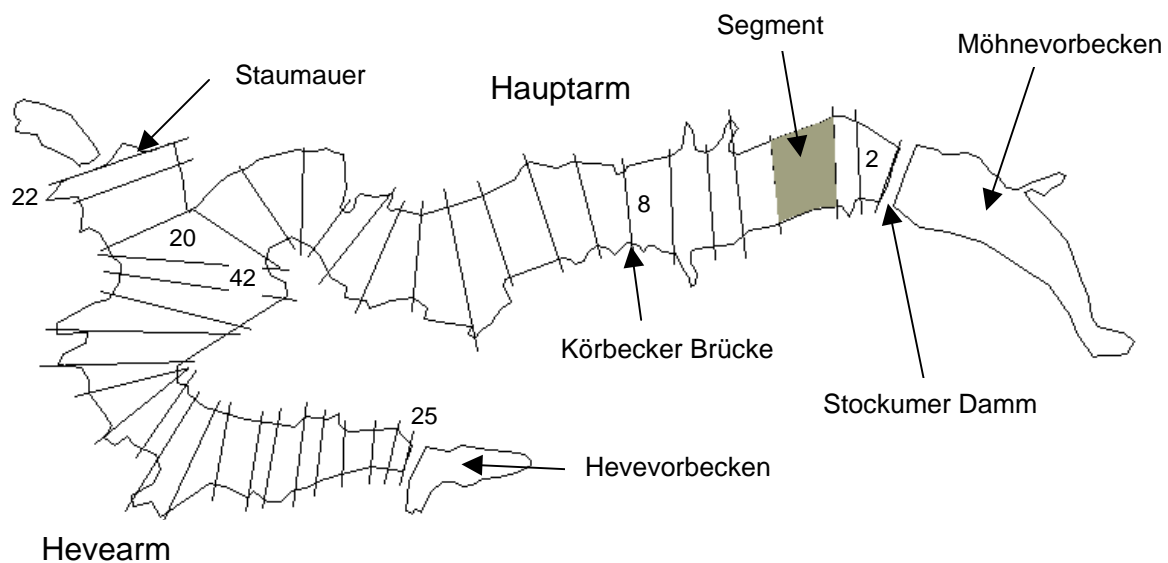 Segment
Möhnevorbecken
Staumauer
Hauptarm
2
22
8
20
42
Körbecker Brücke
Stockumer Damm
25
Hevevorbecken
Hevearm